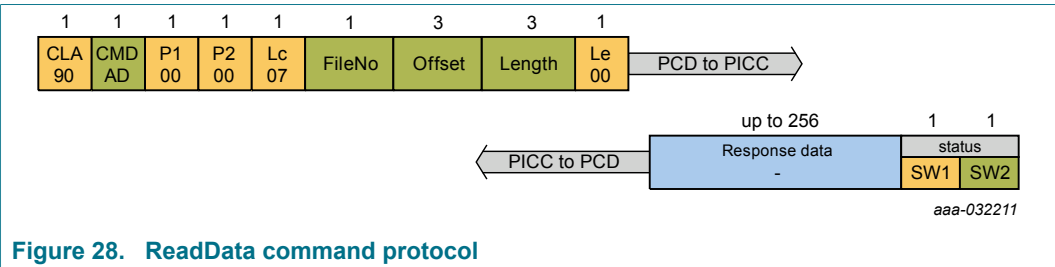 1 1 1 1 1 1 3 3 1
CLA CMD P1 P2 Lc FileNo Offset Length Le PCD to PICC
90 AD 00 00 07 00
up to 256 1 1
PICC to PCD Response data status
- SW1 SW2
aaa-032211
Figure 28. ReadData command protocol